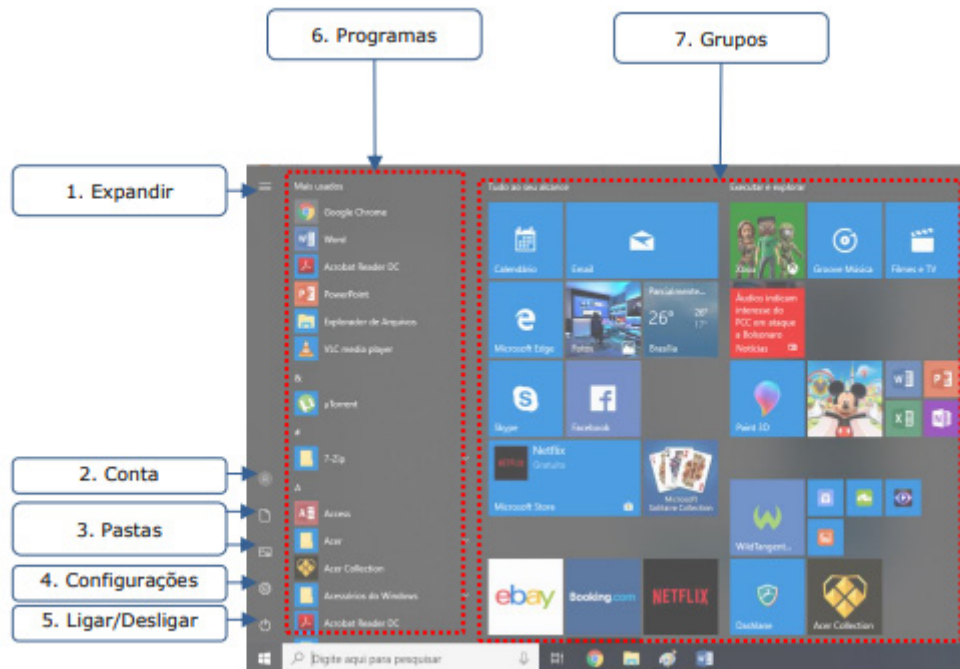 6. Programas
7. Grupos
1. Expandir
2. Conta
3. Pastas
4. Configurações
5. Ligar/Desligar
Mais usados
Google Chrome
Word
Acrobat Reader DC
PowerPoint
Explorador de Arquivos
VLC media player
&
µTorrent
#
7-Zip
A
Access
Acer
Acer Collection
Acessórios do Windows
Acrobat Reader DC
Tudo ao seu alcance
Calendário
Email
Microsoft Edge
Fotos
Parcialmente...
26°
26°
17°
Brasília
Skype
Facebook
Netflix
Gratuito
NETFLIX
Microsoft Store
Microsoft
Solitaire Collection
ebay
Booking.com
NETFLIX
Executar e explorar
Xbox
Groove Música
Filmes e TV
Áudios indicam
interesse do
PCC em ataque
a Bolsonaro
Notícias
Paint 3D
WildTangent...
Dashlane
Acer Collection
Digite aqui para pesquisar